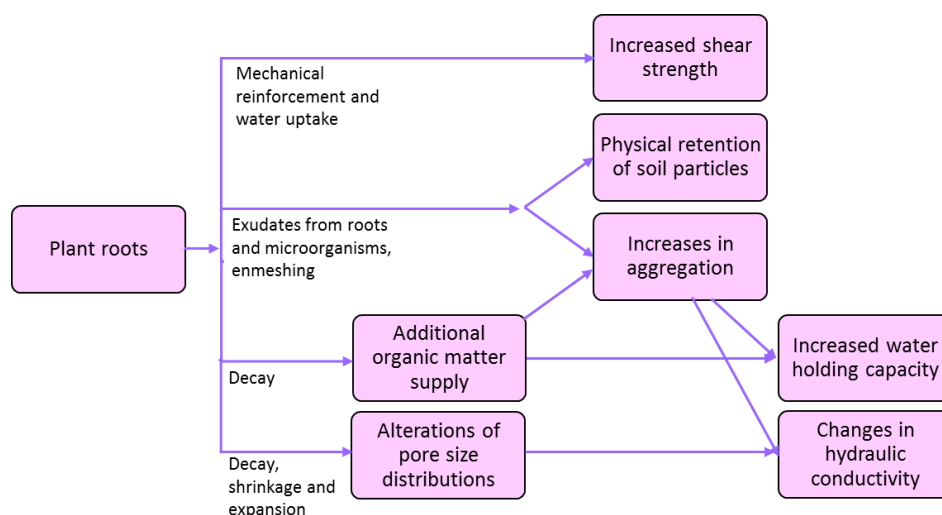 Increased shear
strength
Mechanical
reinforcement and
water uptake
Physical retention
of soil particles
Plant roots
Exudates from roots
and microorganisms,
enmeshing
Increases in
aggregation
Additional
organic matter
supply
Increased water
holding capacity
Decay
Alterations of
pore size
distributions
Changes in
hydraulic
conductivity
Decay,
shrinkage and
expansion